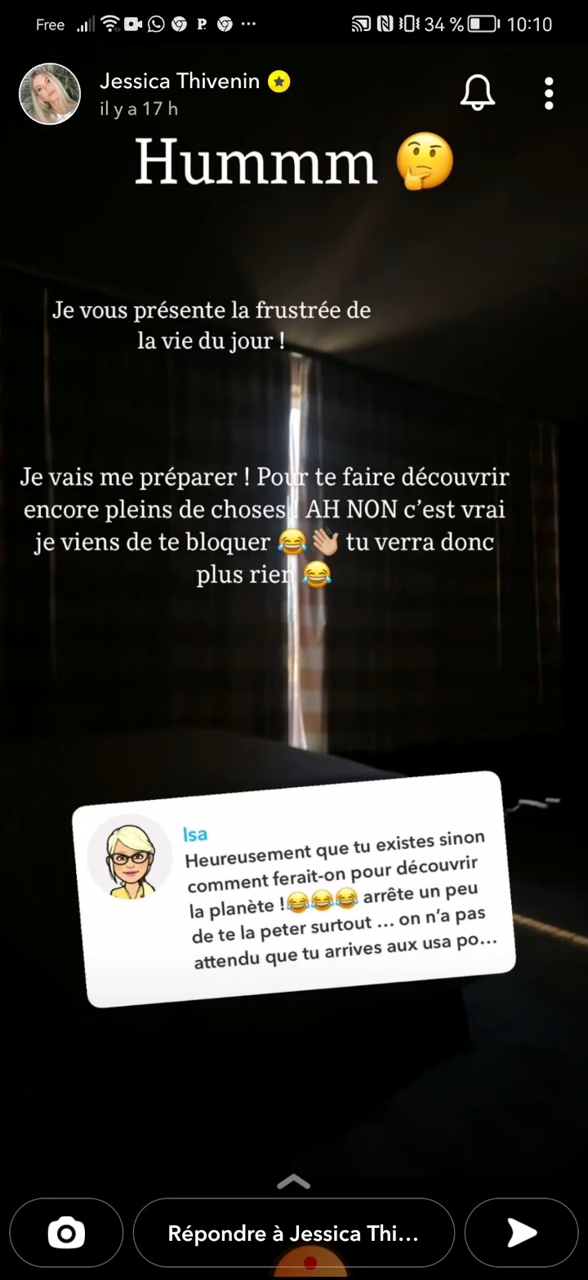 Free 34 % 10:10
Jessica Thivenin
il y a 17 h
Hummm 🤔
Je vous présente la frustrée de
la vie du jour !
Je vais me préparer ! Pour te faire découvrir
encore pleins de choses ! AH NON c’est vrai
je viens de te bloquer 😂👋🏼 tu verra donc
plus rien 😂
Isa
Heureusement que tu existes sinon
comment ferait-on pour découvrir
la planète !😂😂😂 arrête un peu
de te la peter surtout ... on n’a pas
attendu que tu arrives aux usa po...
Répondre à Jessica Thi...